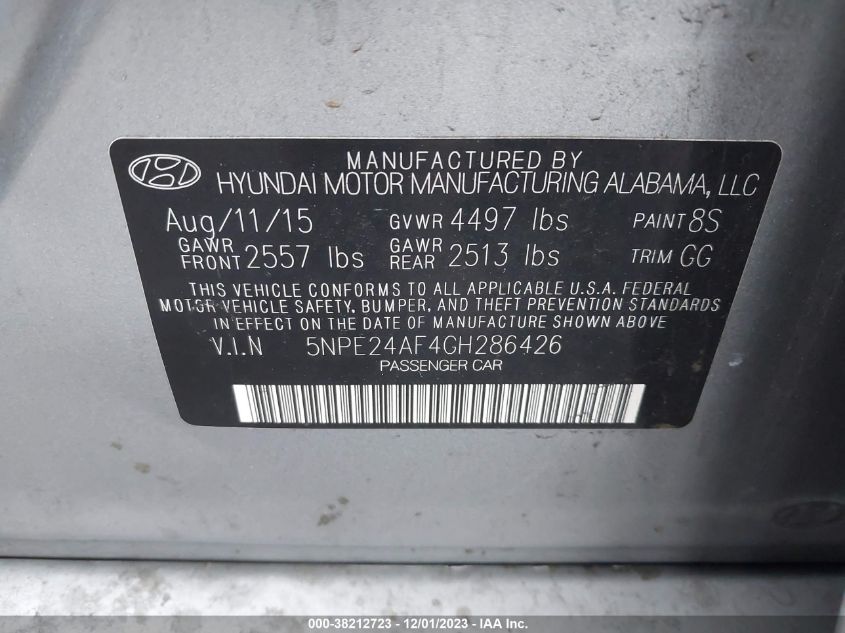 MANUFACTURED BY
HYUNDAI MOTOR MANUFACTURING ALABAMA, LLC
Aug/11/15 GVWR 4497 lbs PAINT 8S
GAWR FRONT 2557 lbs GAWR REAR 2513 lbs TRIM GG
THIS VEHICLE CONFORMS TO ALL APPLICABLE U.S.A. FEDERAL
MOTOR VEHICLE SAFETY, BUMPER, AND THEFT PREVENTION STANDARDS
IN EFFECT ON THE DATE OF MANUFACTURE SHOWN ABOVE
V.I.N 5NPE24AF4GH286426
PASSENGER CAR
000-38212723 - 12/01/2023 - IAA Inc.